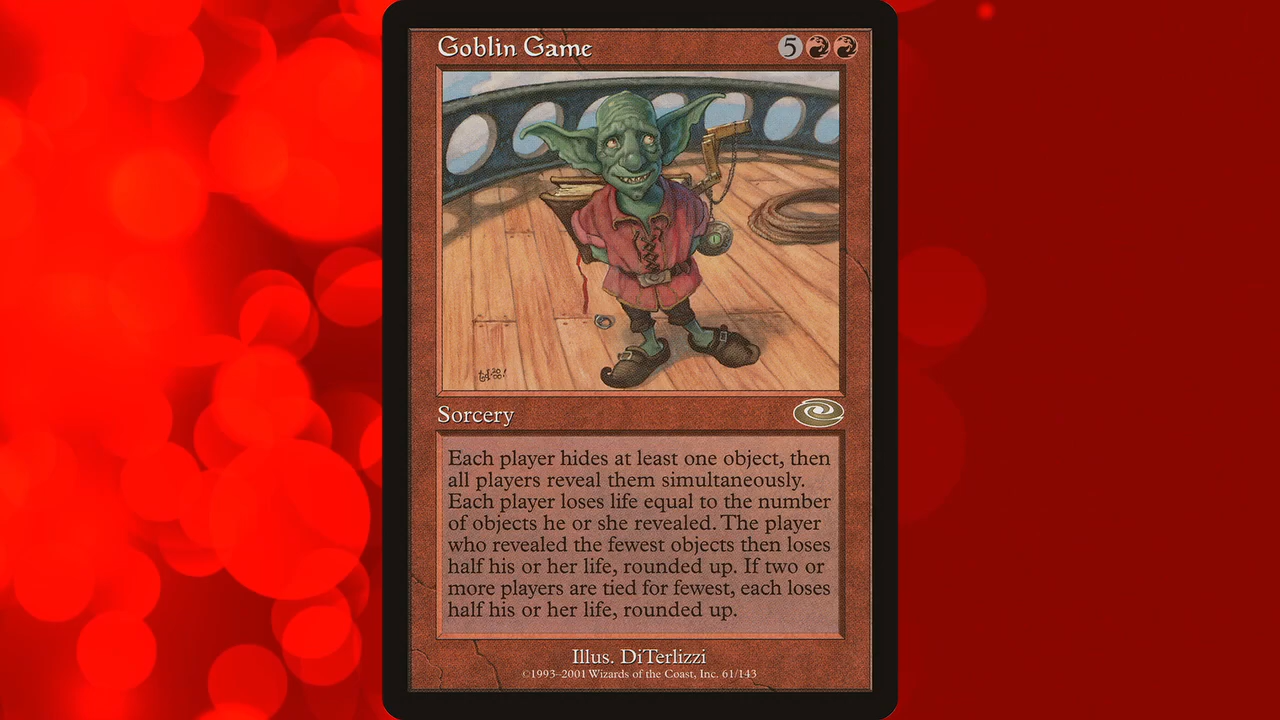 Goblin Game 5
Sorcery
Each player hides at least one object, then
all players reveal them simultaneously.
Each player loses life equal to the number
of objects he or she revealed. The player
who revealed the fewest objects then loses
half his or her life, rounded up. If two or
more players are tied for fewest, each loses
half his or her life, rounded up.
Illus. DiTerlizzi
©1993–2001 Wizards of the Coast, Inc. 61/143